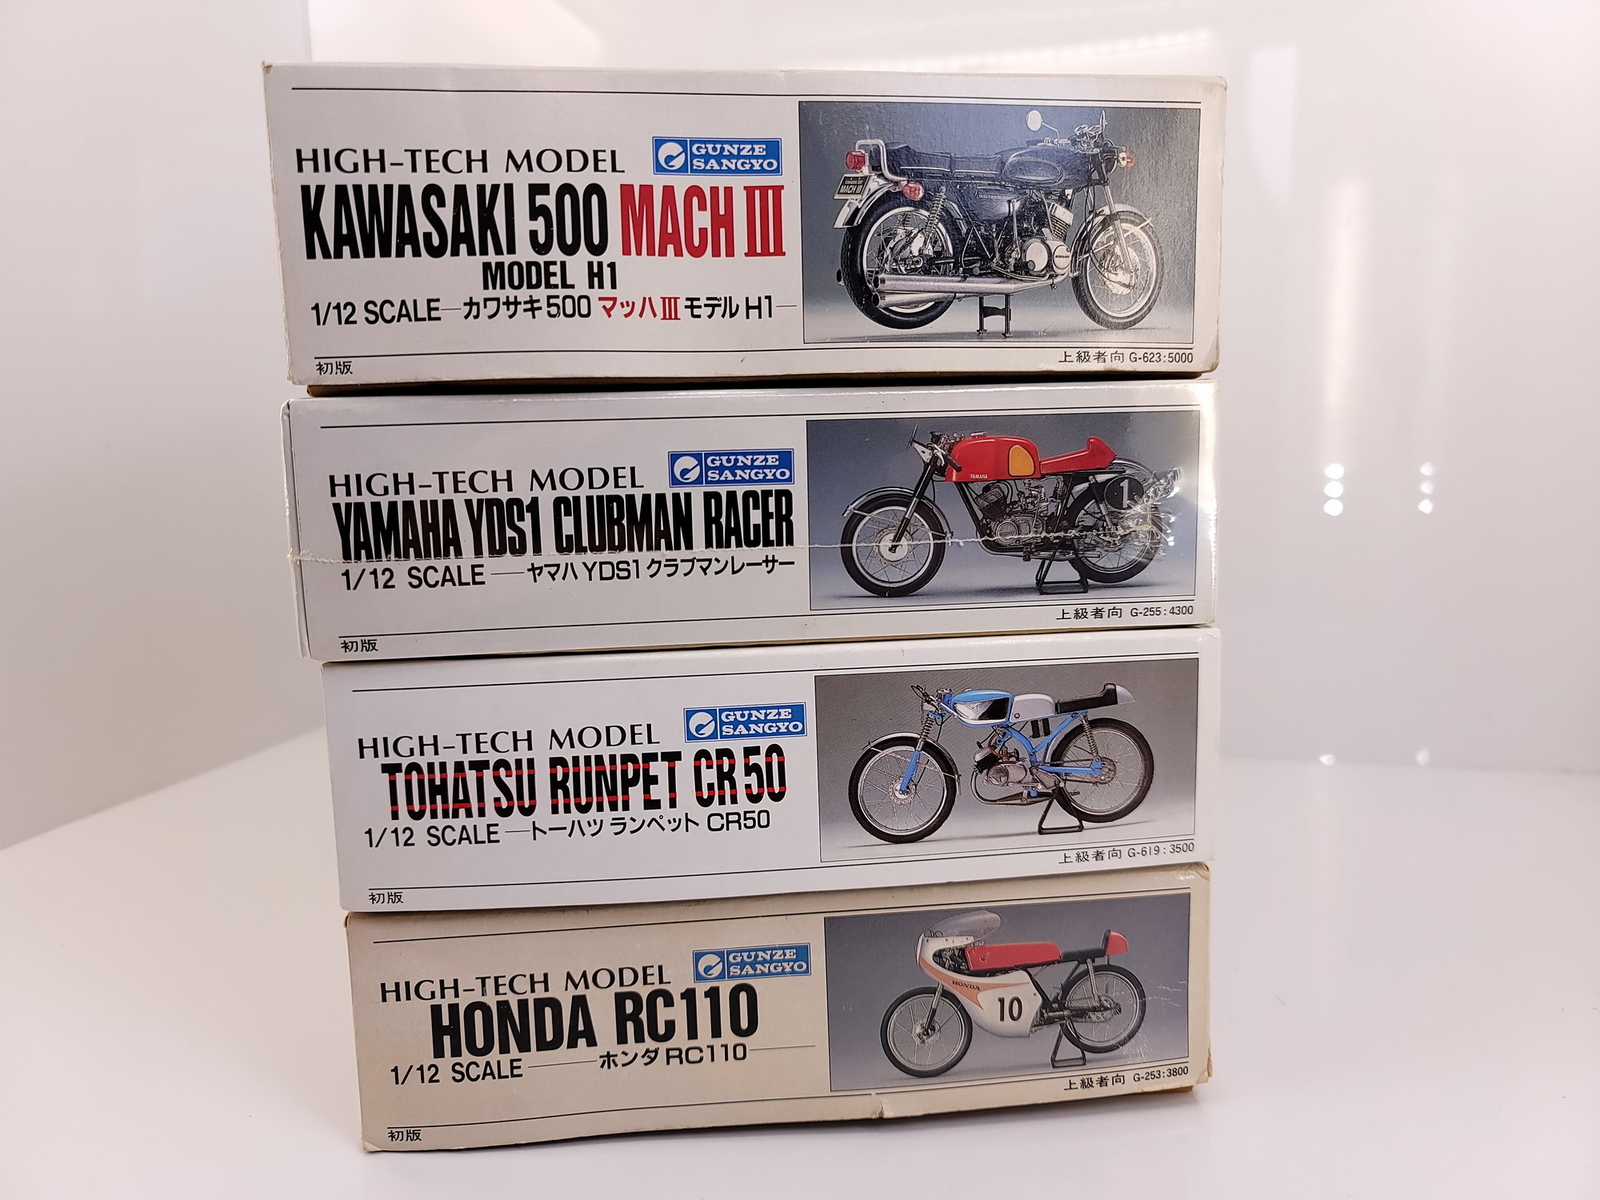 HIGH-TECH MODEL GUNZE SANGYO
KAWASAKI 500 MACH III
MODEL H1
1/12 SCALE―カワサキ500 マッハIIIモデルH1―
初版 上級者向 G-623:5000
HIGH-TECH MODEL GUNZE SANGYO
YAMAHA YDS1 CLUBMAN RACER
1/12 SCALE―ヤマハ YDS1 クラブマンレーサー
YAMAHA
1
初版 上級者向 G-255:4300
HIGH-TECH MODEL GUNZE SANGYO
TOHATSU RUNPET CR50
1/12 SCALE―トーハツ ランペット CR50
初版 上級者向 G-619:3500
HIGH-TECH MODEL GUNZE SANGYO
HONDA RC110
1/12 SCALE―ホンダ RC110―
HONDA
10
初版 上級者向 G-253:3800